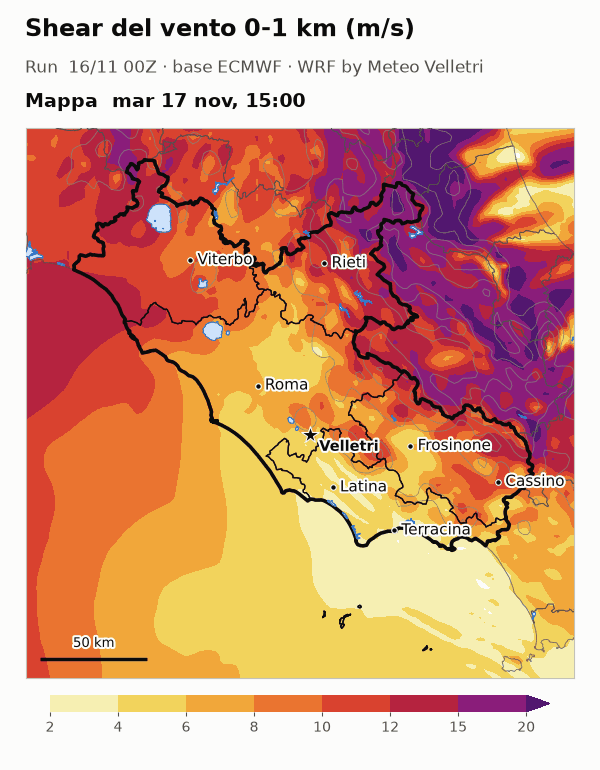 Shear del vento 0-1 km (m/s)
Run  16/11 00Z · base ECMWF · WRF by Meteo Velletri
Mappa  mar 17 nov, 15:00
Viterbo
Rieti
Roma
Velletri
Frosinone
Latina
Cassino
Terracina
50 km
2 4 6 8 10 12 15 20